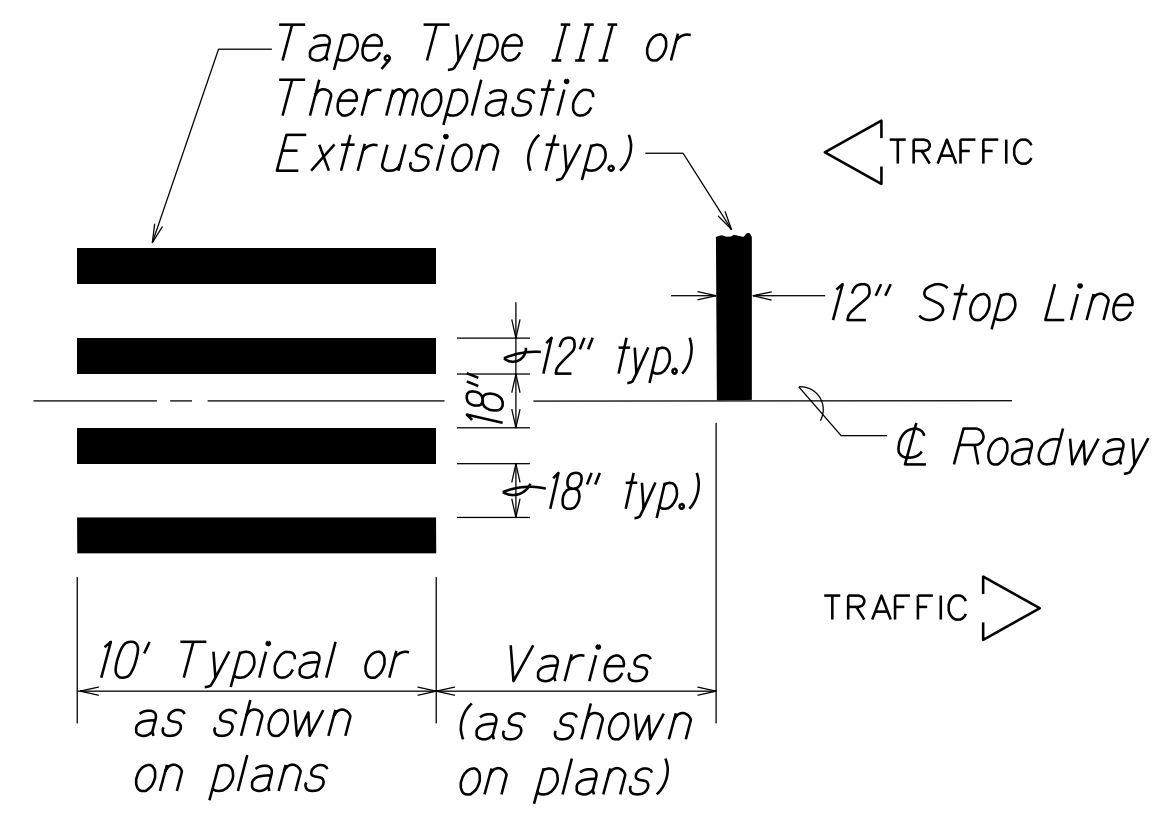 Tape, Type III or
Thermoplastic
Extrusion (typ.)
TRAFFIC
12" Stop Line
(12" typ.)
18"
℄ Roadway
(18" typ.)
TRAFFIC
10' Typical or
as shown
on plans
Varies
(as shown
on plans)